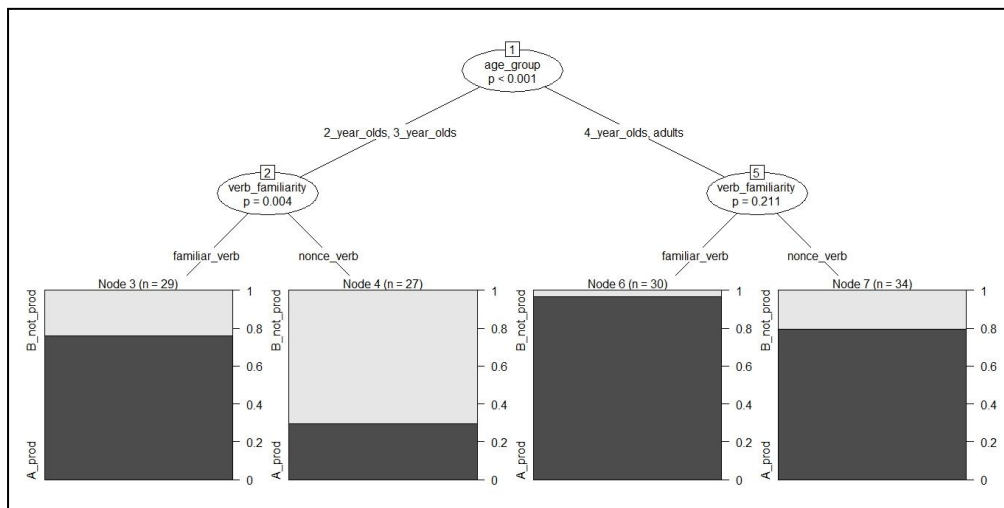 1
age_group
p < 0.001
2_year_olds, 3_year_olds
4_year_olds, adults
2
verb_familiarity
p = 0.004
5
verb_familiarity
p = 0.211
familiar_verb
nonce_verb
familiar_verb
nonce_verb
Node 3 (n = 29)
B_not_prod
A_prod
1
0.8
0.6
0.4
0.2
0
Node 4 (n = 27)
B_not_prod
A_prod
1
0.8
0.6
0.4
0.2
0
Node 6 (n = 30)
B_not_prod
A_prod
1
0.8
0.6
0.4
0.2
0
Node 7 (n = 34)
B_not_prod
A_prod
1
0.8
0.6
0.4
0.2
0